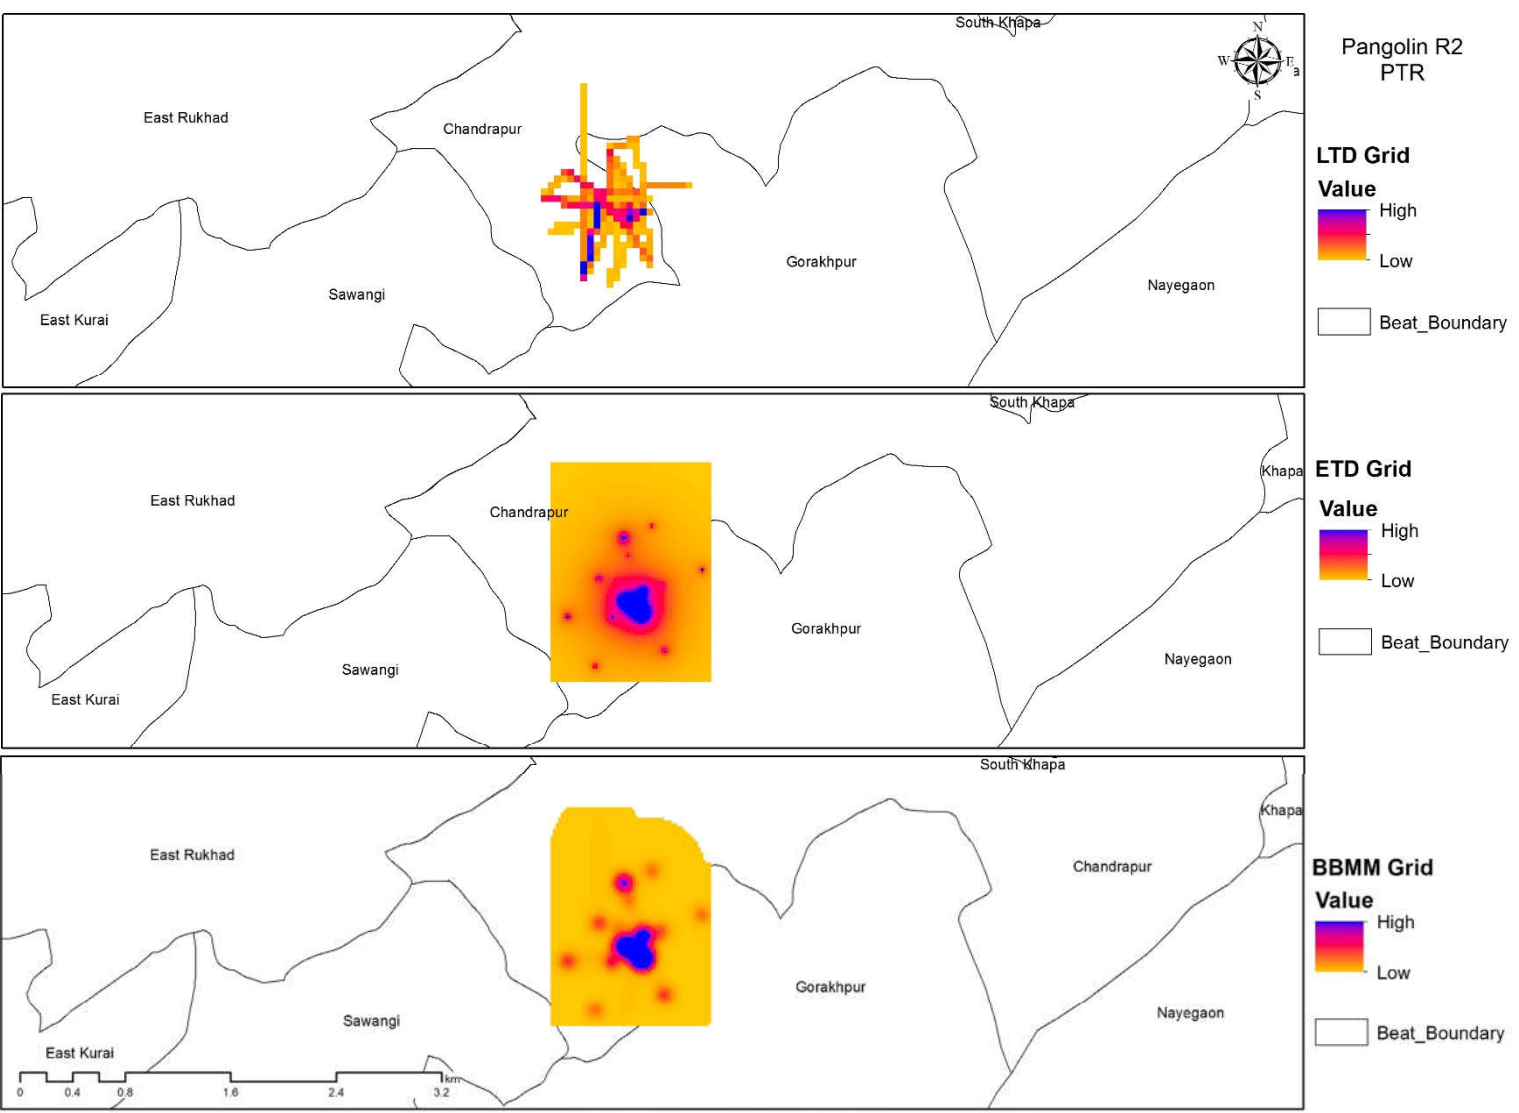 South Khapa
N
W
E
S
a
Pangolin R2
PTR
East Rukhad
Chandrapur
LTD Grid
Value
High
Low
Gorakhpur
Sawangi
Nayegaon
East Kurai
Beat_Boundary
South Khapa
Khapa
ETD Grid
East Rukhad
Chandrapur
Value
High
Low
Gorakhpur
Beat_Boundary
Sawangi
Nayegaon
East Kurai
South Khapa
Khapa
East Rukhad
Chandrapur
BBMM Grid
Value
High
Low
Gorakhpur
Sawangi
Nayegaon
Beat_Boundary
East Kurai
km
0 0.4 0.8 1.6 2.4 3.2